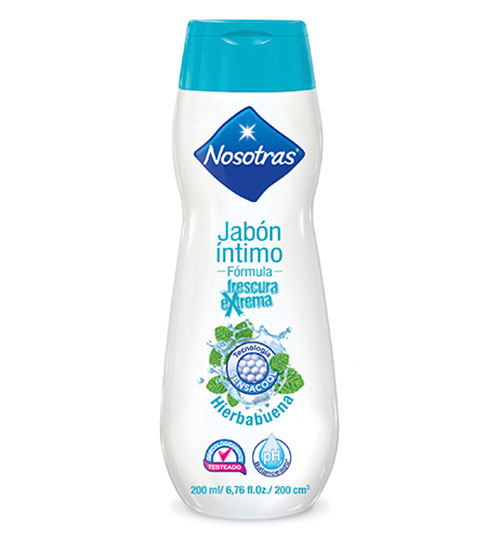 Nosotras
Jabón
íntimo
Fórmula
frescura
eXtrema
Tecnología
SENSACOOL
Hierbabuena
TESTEADO
pH
Balanceado
200 ml/ 6,76 fl.Oz./ 200 cm³